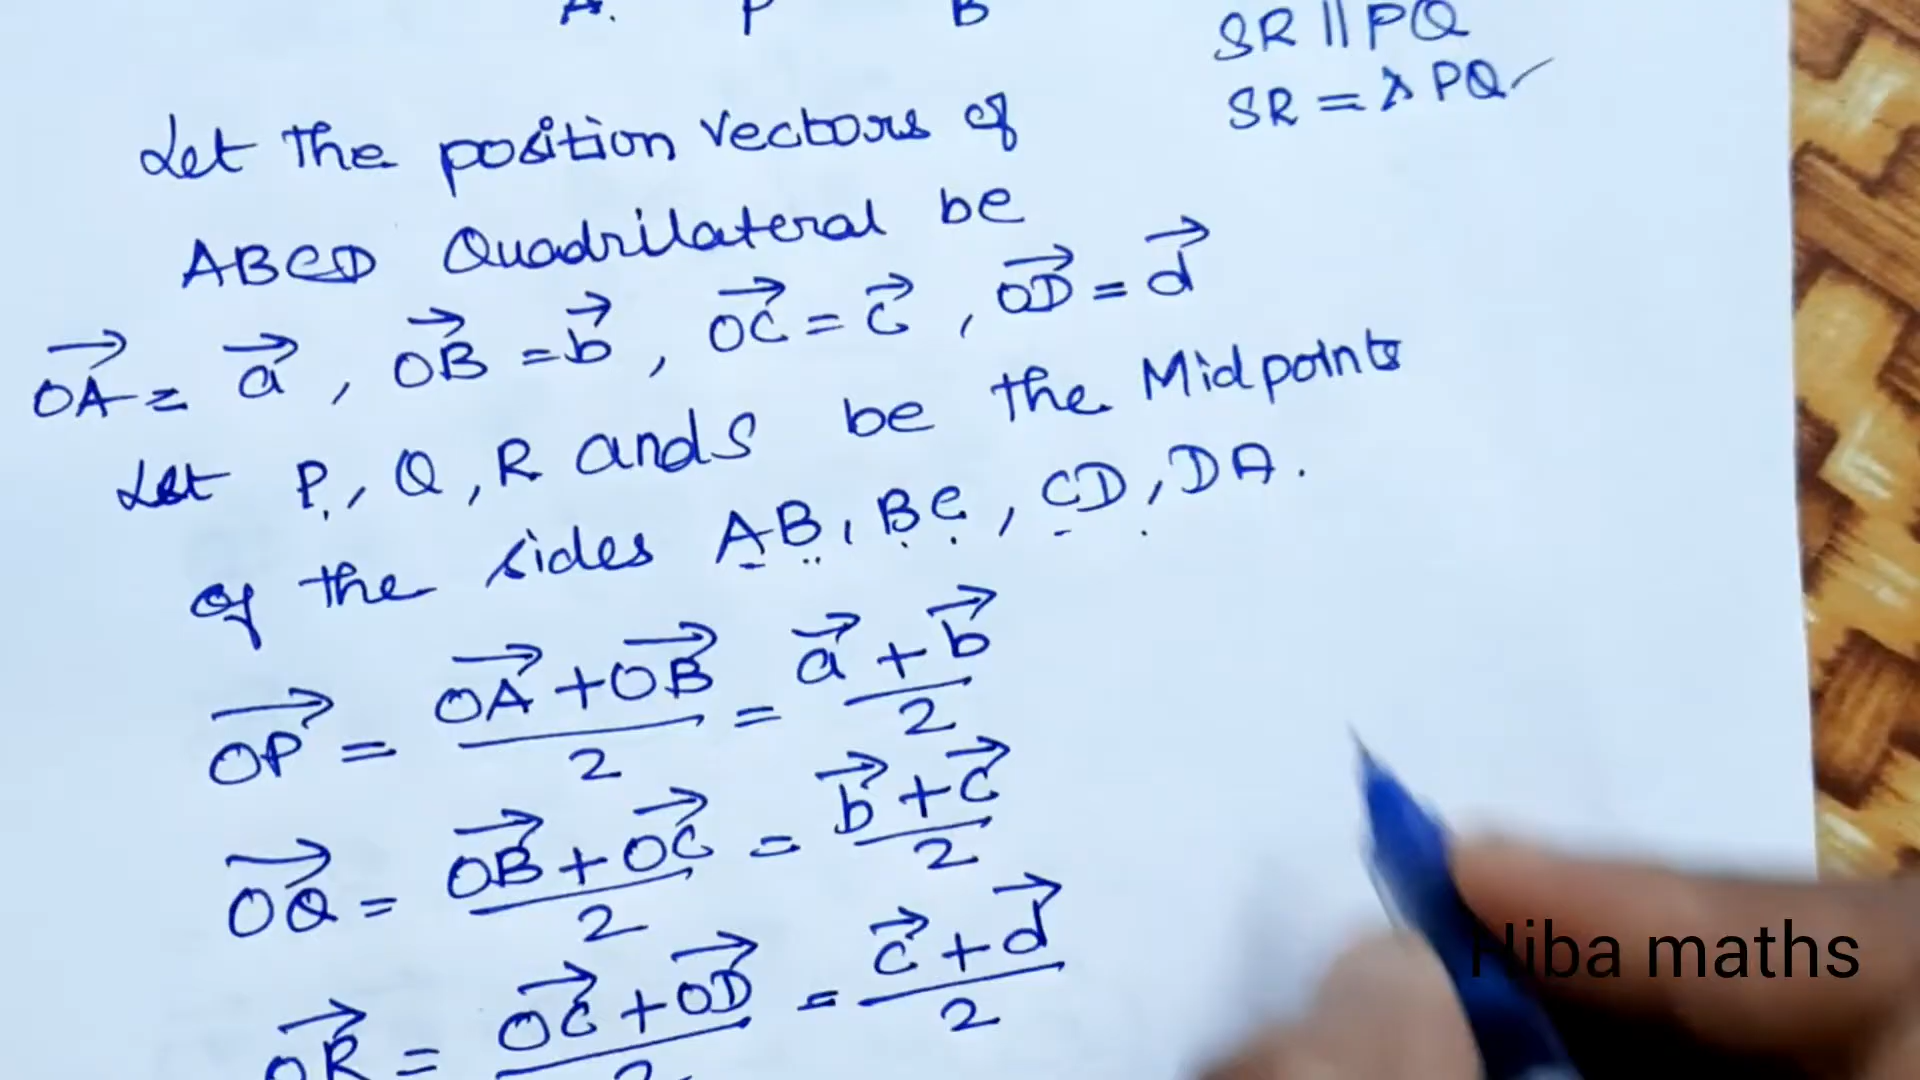 A. P B
SR || PQ
SR = λ PQ
Let the position vectors of
ABCD Quadrilateral be
OA⃗ = a⃗, OB⃗ = b⃗, OC⃗ = c⃗, OD⃗ = d⃗
Let P, Q, R and S be the Midpoints
of the sides AB, BC, CD, DA.
OP⃗ = (OA⃗ + OB⃗)/2 = (a⃗ + b⃗)/2
OQ⃗ = (OB⃗ + OC⃗)/2 = (b⃗ + c⃗)/2
OR⃗ = (OC⃗ + OD⃗)/2 = (c⃗ + d⃗)/2
Hiba maths